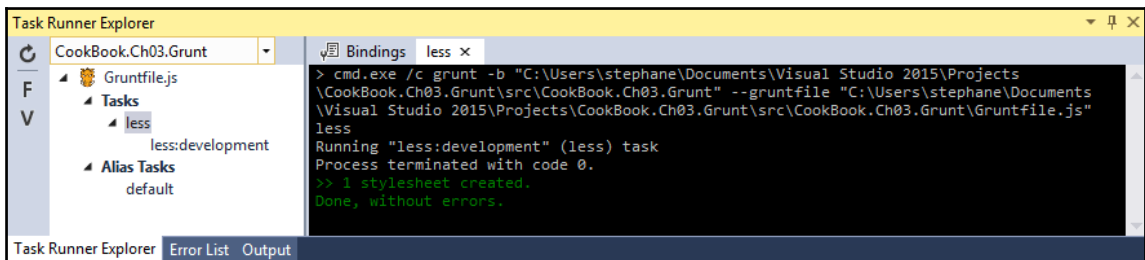 Task Runner Explorer
CookBook.Ch03.Grunt
Bindings less
F
V
Gruntfile.js
Tasks
less
less:development
Alias Tasks
default
> cmd.exe /c grunt -b "C:\Users\stephane\Documents\Visual Studio 2015\Projects
\CookBook.Ch03.Grunt\src\CookBook.Ch03.Grunt" --gruntfile "C:\Users\stephane\Documents
\Visual Studio 2015\Projects\CookBook.Ch03.Grunt\src\CookBook.Ch03.Grunt\Gruntfile.js"
less
Running "less:development" (less) task
Process terminated with code 0.
>> 1 stylesheet created.
Done, without errors.
Task Runner Explorer Error List Output